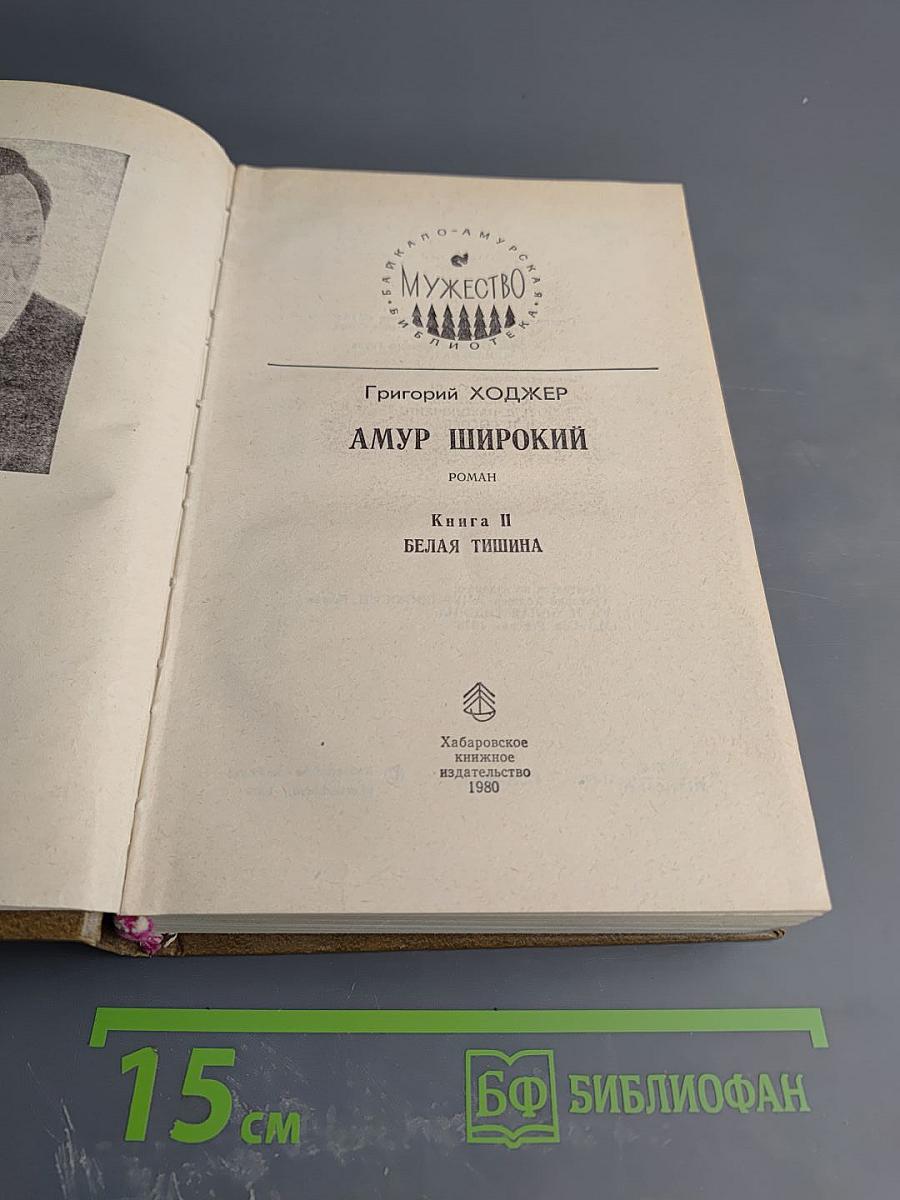 БАЙКАЛО-АМУРСКАЯ
МУЖЕСТВО
БИБЛИОТЕКА
Григорий ХОДЖЕР
АМУР ШИРОКИЙ
РОМАН
Книга II
БЕЛАЯ ТИШИНА
Хабаровское
книжное
издательство
1980
15 см
БФ БИБЛИОФАН